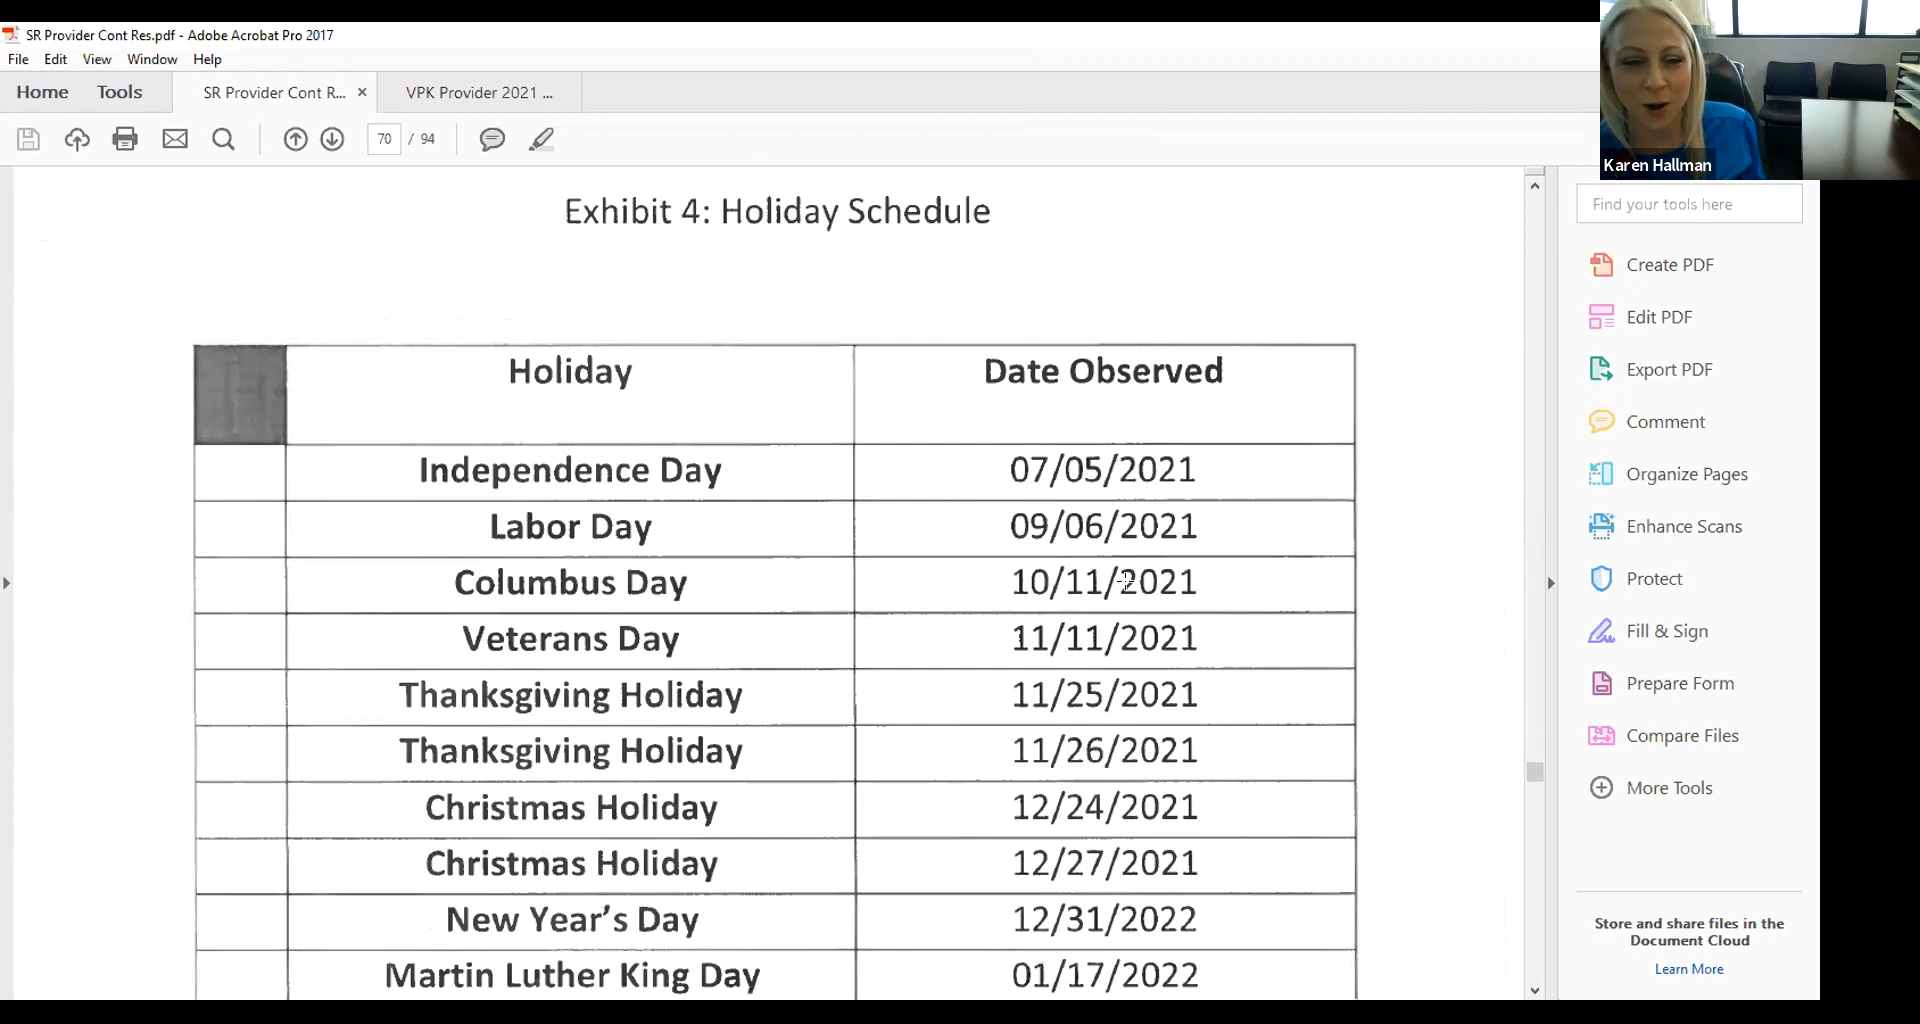 SR Provider Cont Res.pdf - Adobe Acrobat Pro 2017
File Edit View Window Help
Home Tools SR Provider Cont R... × VPK Provider 2021 ...
70 / 94
Karen Hallman
Exhibit 4: Holiday Schedule
Holiday Date Observed
Independence Day 07/05/2021
Labor Day 09/06/2021
Columbus Day 10/11/2021
Veterans Day 11/11/2021
Thanksgiving Holiday 11/25/2021
Thanksgiving Holiday 11/26/2021
Christmas Holiday 12/24/2021
Christmas Holiday 12/27/2021
New Year's Day 12/31/2022
Martin Luther King Day 01/17/2022
Find your tools here
Create PDF
Edit PDF
Export PDF
Comment
Organize Pages
Enhance Scans
Protect
Fill & Sign
Prepare Form
Compare Files
More Tools
Store and share files in the
Document Cloud
Learn More